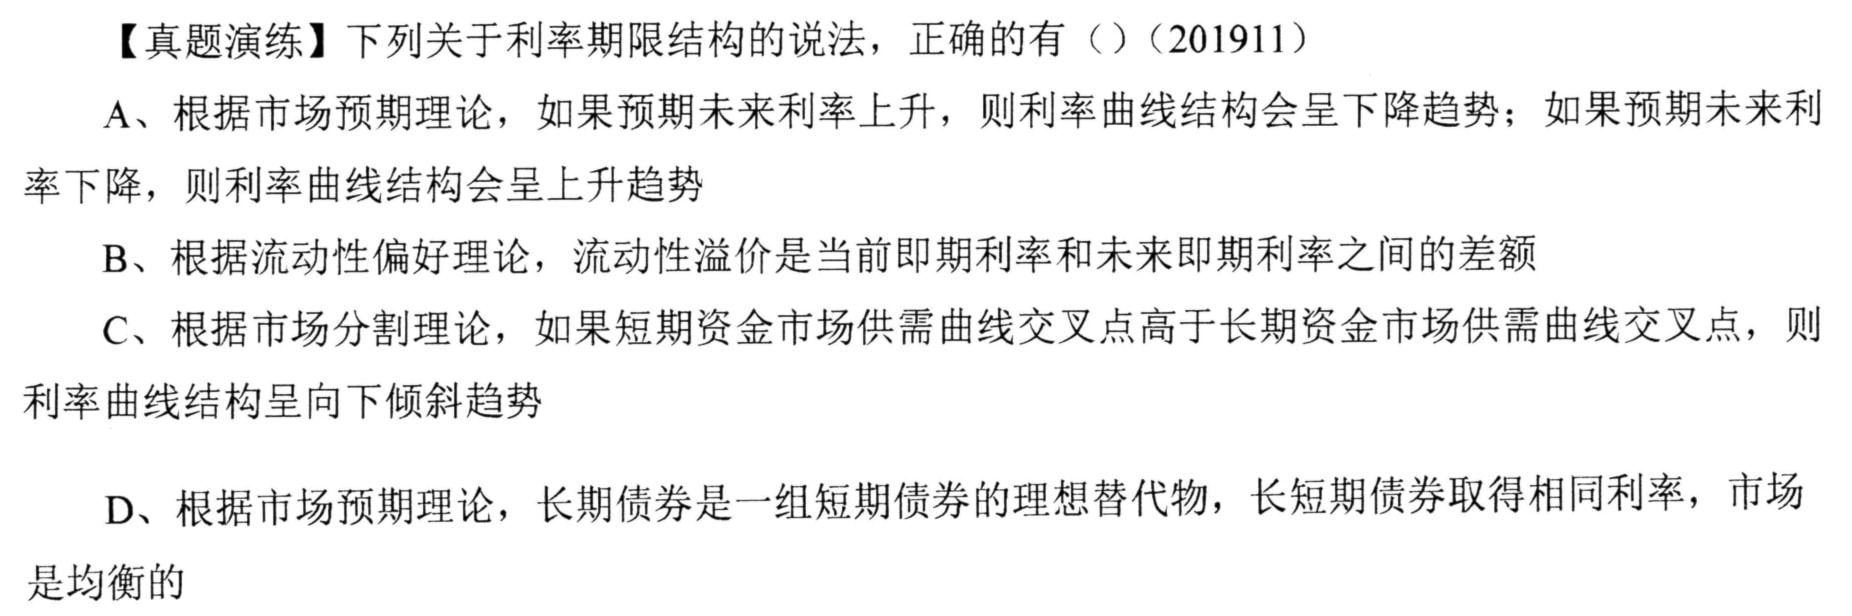 【真题演练】下列关于利率期限结构的说法，正确的有（）（201911）
A、根据市场预期理论，如果预期未来利率上升，则利率曲线结构会呈下降趋势；如果预期未来利
率下降，则利率曲线结构会呈上升趋势
B、根据流动性偏好理论，流动性溢价是当前即期利率和未来即期利率之间的差额
C、根据市场分割理论，如果短期资金市场供需曲线交叉点高于长期资金市场供需曲线交叉点，则
利率曲线结构呈向下倾斜趋势
D、根据市场预期理论，长期债券是一组短期债券的理想替代物，长短期债券取得相同利率，市场
是均衡的